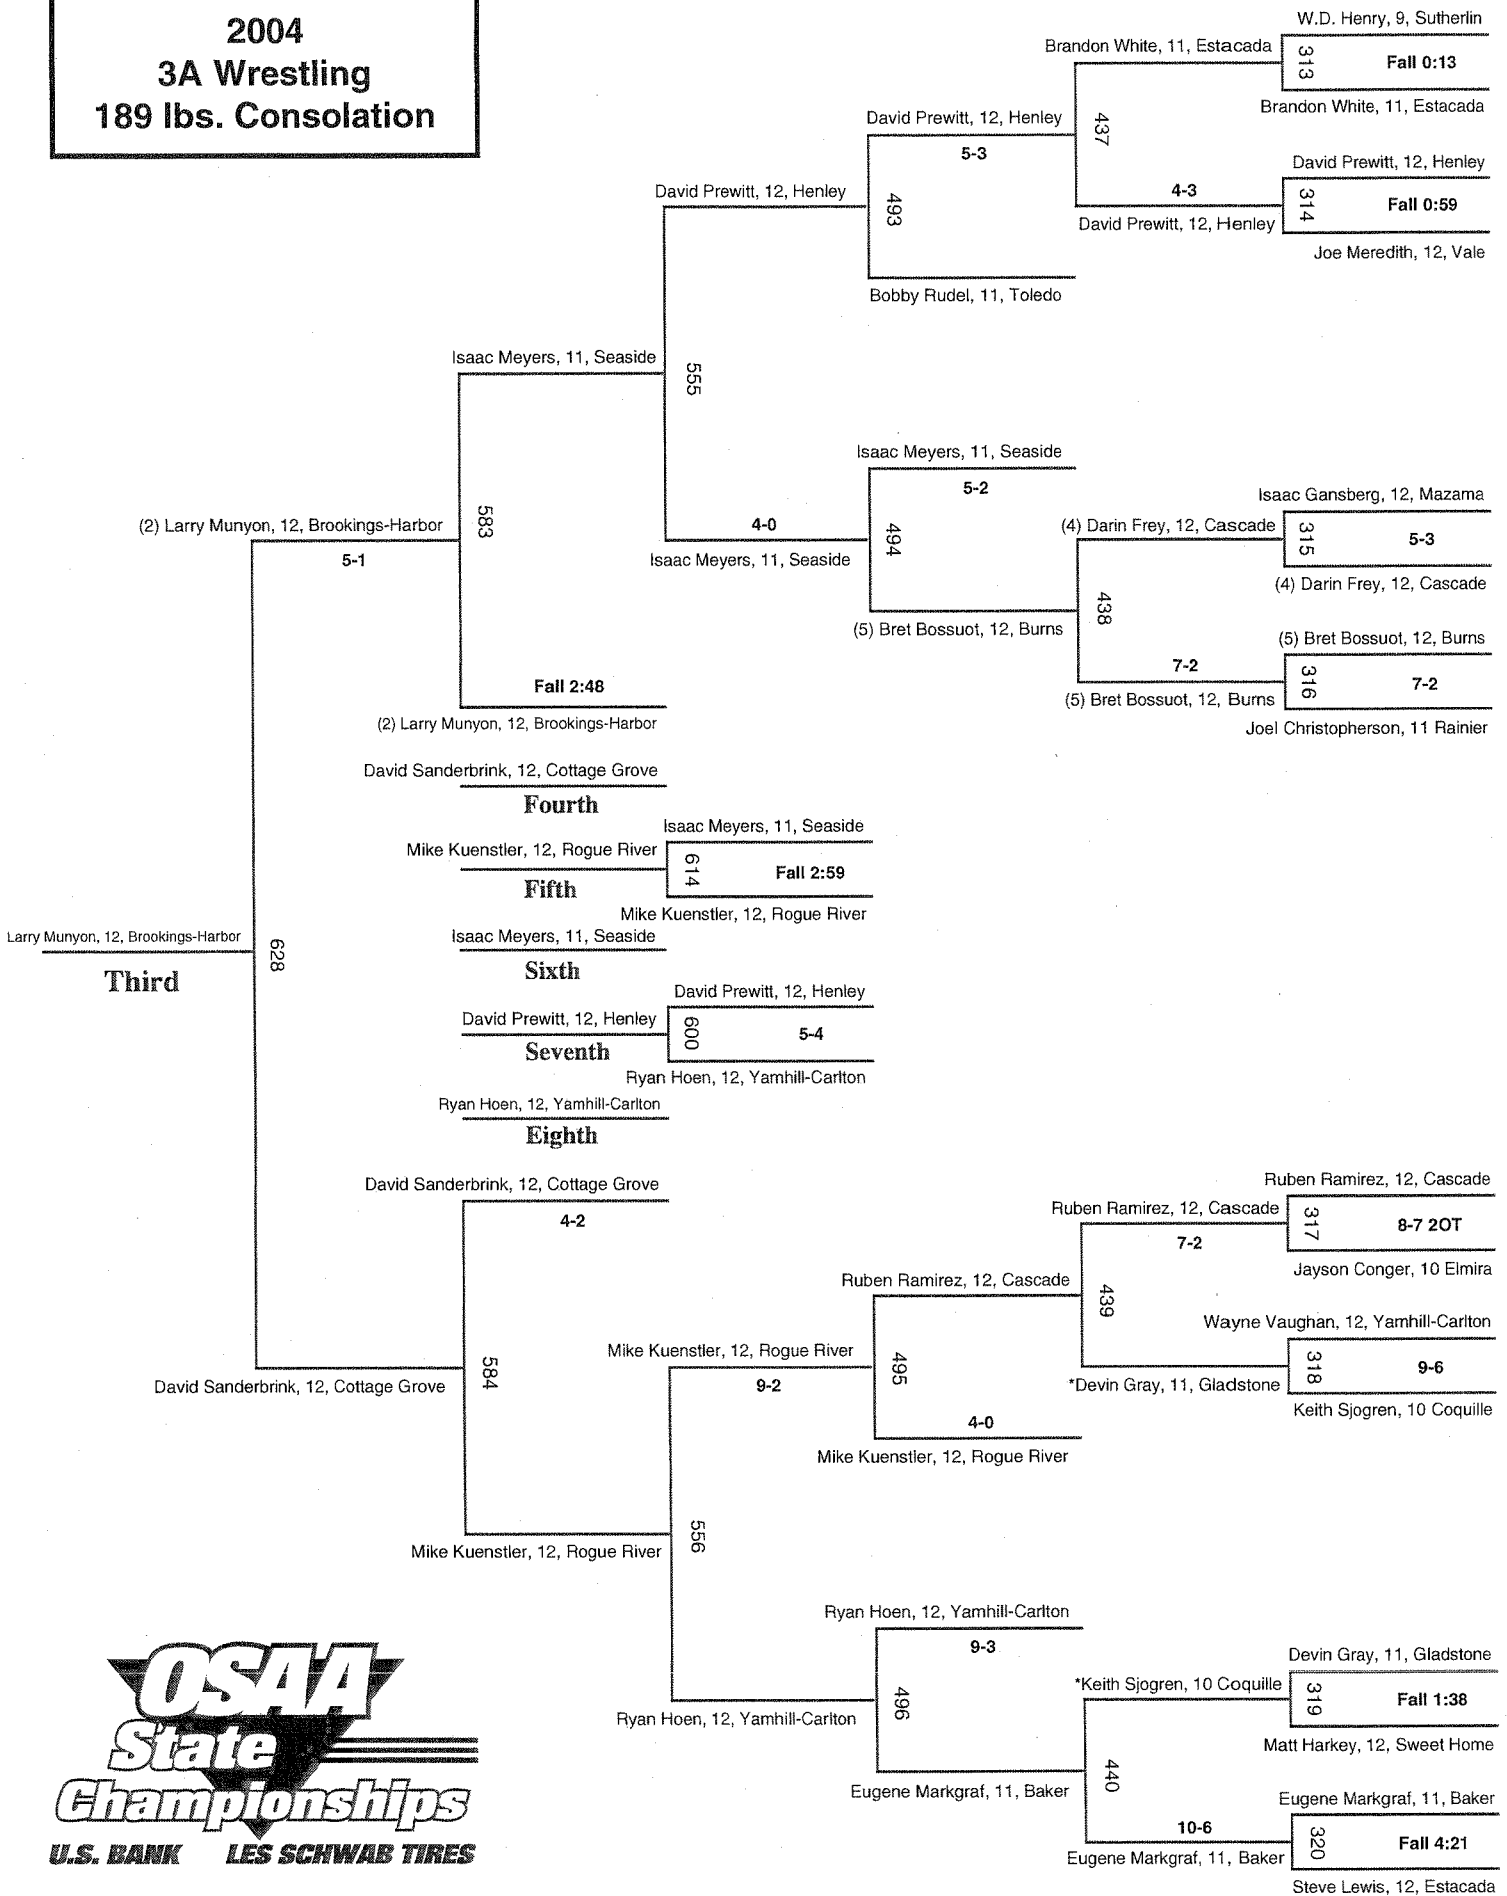 2004
3A Wrestling
189 lbs. Consolation
W.D. Henry, 9, Sutherlin
Brandon White, 11, Estacada
313
Fall 0:13
Brandon White, 11, Estacada
David Prewitt, 12, Henley
5-3
437
David Prewitt, 12, Henley
4-3
314
Fall 0:59
David Prewitt, 12, Henley
Joe Meredith, 12, Vale
David Prewitt, 12, Henley
493
Bobby Rudel, 11, Toledo
Isaac Meyers, 11, Seaside
555
Isaac Meyers, 11, Seaside
5-2
Isaac Gansberg, 12, Mazama
(4) Darin Frey, 12, Cascade
315
5-3
(4) Darin Frey, 12, Cascade
4-0
494
Isaac Meyers, 11, Seaside
438
(5) Bret Bossuot, 12, Burns
(5) Bret Bossuot, 12, Burns
7-2
316
7-2
(5) Bret Bossuot, 12, Burns
Joel Christopherson, 11 Rainier
(2) Larry Munyon, 12, Brookings-Harbor
5-1
583
Fall 2:48
(2) Larry Munyon, 12, Brookings-Harbor
David Sanderbrink, 12, Cottage Grove
Fourth
Isaac Meyers, 11, Seaside
Mike Kuenstler, 12, Rogue River
614
Fall 2:59
Fifth
Mike Kuenstler, 12, Rogue River
Larry Munyon, 12, Brookings-Harbor
628
Third
Isaac Meyers, 11, Seaside
Sixth
David Prewitt, 12, Henley
David Prewitt, 12, Henley
600
5-4
Seventh
Ryan Hoen, 12, Yamhill-Carlton
Ryan Hoen, 12, Yamhill-Carlton
Eighth
David Sanderbrink, 12, Cottage Grove
4-2
Ruben Ramirez, 12, Cascade
Ruben Ramirez, 12, Cascade
7-2
317
8-7 2OT
Jayson Conger, 10 Elmira
Ruben Ramirez, 12, Cascade
439
Wayne Vaughan, 12, Yamhill-Carlton
Mike Kuenstler, 12, Rogue River
9-2
495
318
9-6
*Devin Gray, 11, Gladstone
Keith Sjogren, 10 Coquille
David Sanderbrink, 12, Cottage Grove
584
4-0
Mike Kuenstler, 12, Rogue River
556
Mike Kuenstler, 12, Rogue River
Ryan Hoen, 12, Yamhill-Carlton
9-3
Devin Gray, 11, Gladstone
*Keith Sjogren, 10 Coquille
319
Fall 1:38
Matt Harkey, 12, Sweet Home
Ryan Hoen, 12, Yamhill-Carlton
496
440
Eugene Markgraf, 11, Baker
Eugene Markgraf, 11, Baker
10-6
320
Fall 4:21
Eugene Markgraf, 11, Baker
Steve Lewis, 12, Estacada
OSAA
State
Championships
U.S. BANK LES SCHWAB TIRES